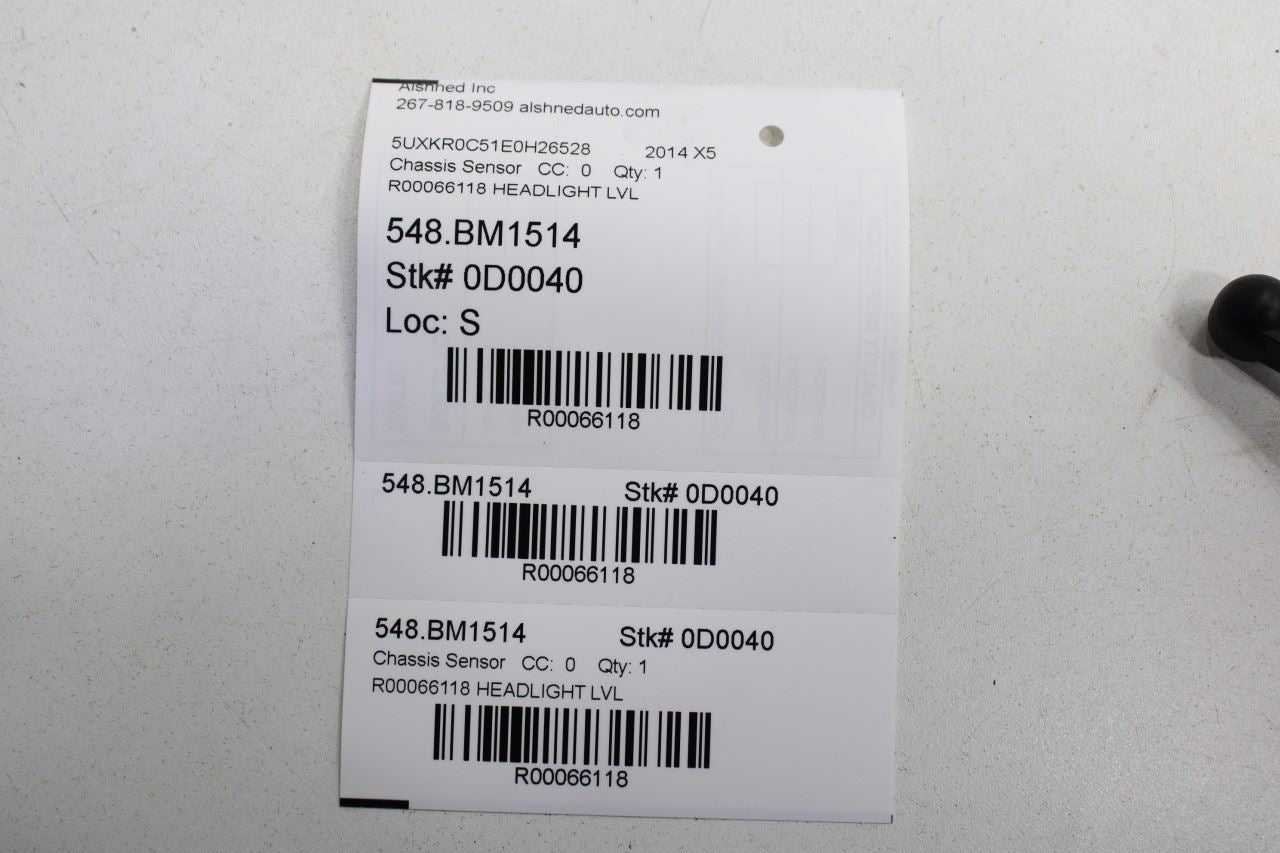 Alshned Inc
267-818-9509 alshnedauto.com
5UXKR0C51E0H26528 2014 X5
Chassis Sensor CC: 0 Qty: 1
R00066118 HEADLIGHT LVL
548.BM1514
Stk# 0D0040
Loc: S
R00066118
548.BM1514 Stk# 0D0040
R00066118
548.BM1514 Stk# 0D0040
Chassis Sensor CC: 0 Qty: 1
R00066118 HEADLIGHT LVL
R00066118